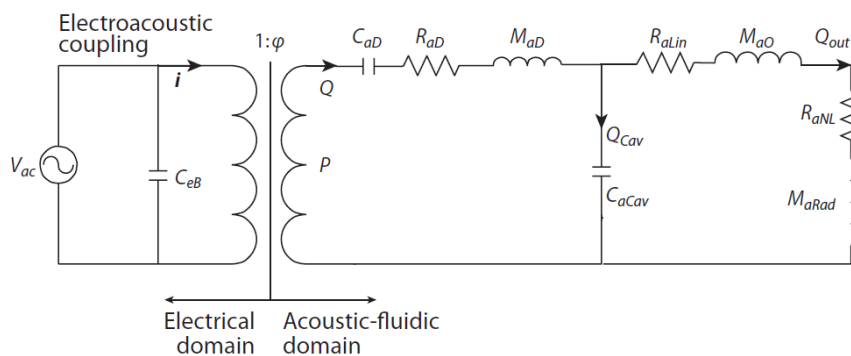 Electroacoustic
coupling
1:φ
i
C_aD
R_aD
M_aD
R_aLin
M_aO
Q_out
Q
R_aNL
Q_Cav
V_ac
C_eB
P
C_aCav
M_aRad
Electrical
domain
Acoustic-fluidic
domain